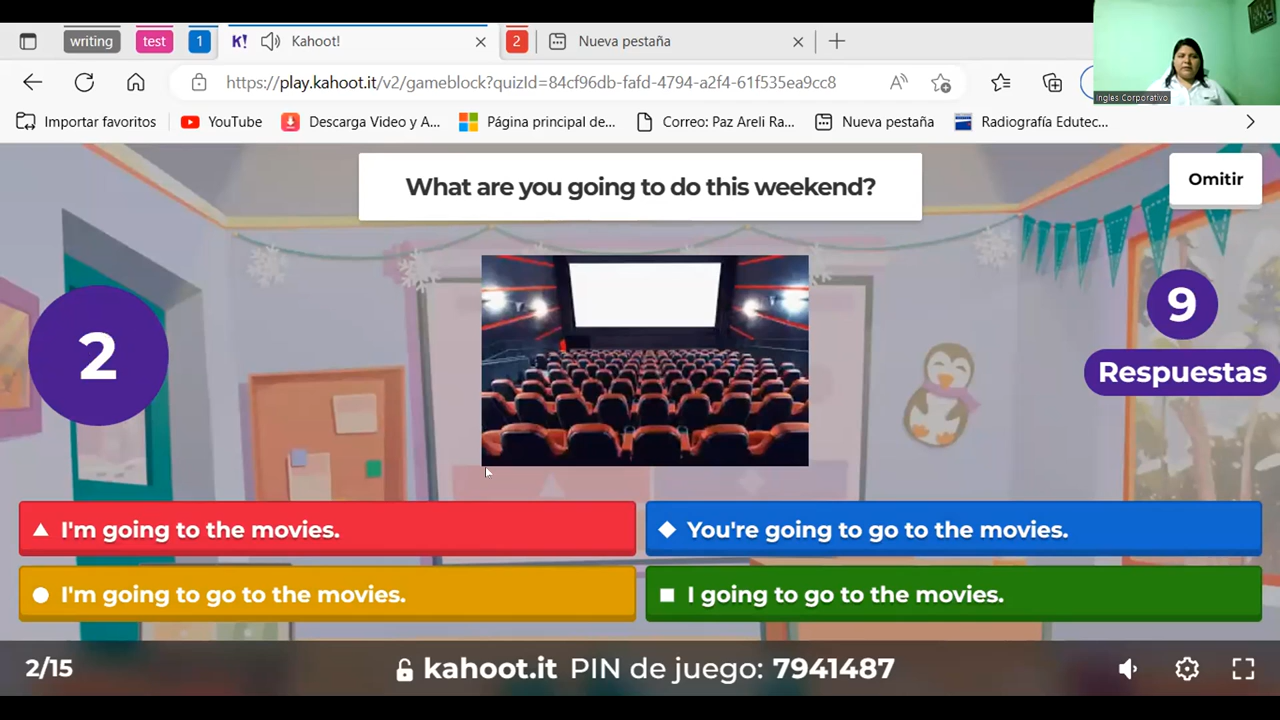 writing test 1 K! Kahoot! 2 Nueva pestaña
https://play.kahoot.it/v2/gameblock?quizId=84cf96db-fafd-4794-a2f4-61f535ea9cc8
Ingles Corporativo
Importar favoritos YouTube Descarga Video y A... Página principal de... Correo: Paz Areli Ra... Nueva pestaña Radiografía Edutec...
What are you going to do this weekend?
Omitir
2
9
Respuestas
I'm going to the movies.
You're going to go to the movies.
I'm going to go to the movies.
I going to go to the movies.
2/15 kahoot.it PIN de juego: 7941487